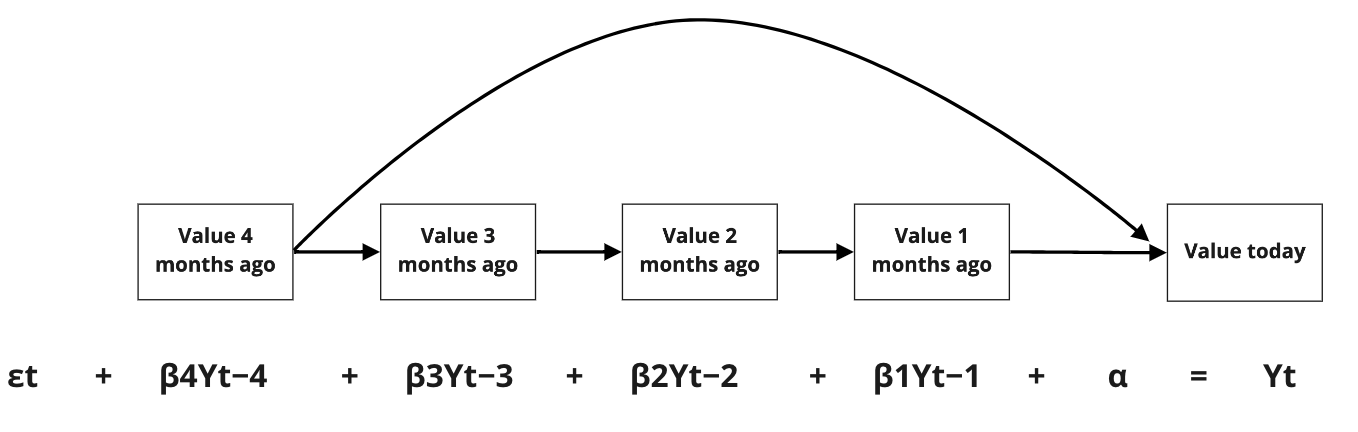 Value 4
months ago
Value 3
months ago
Value 2
months ago
Value 1
months ago
Value today
εt + β4Yt−4 + β3Yt−3 + β2Yt−2 + β1Yt−1 + α = Yt